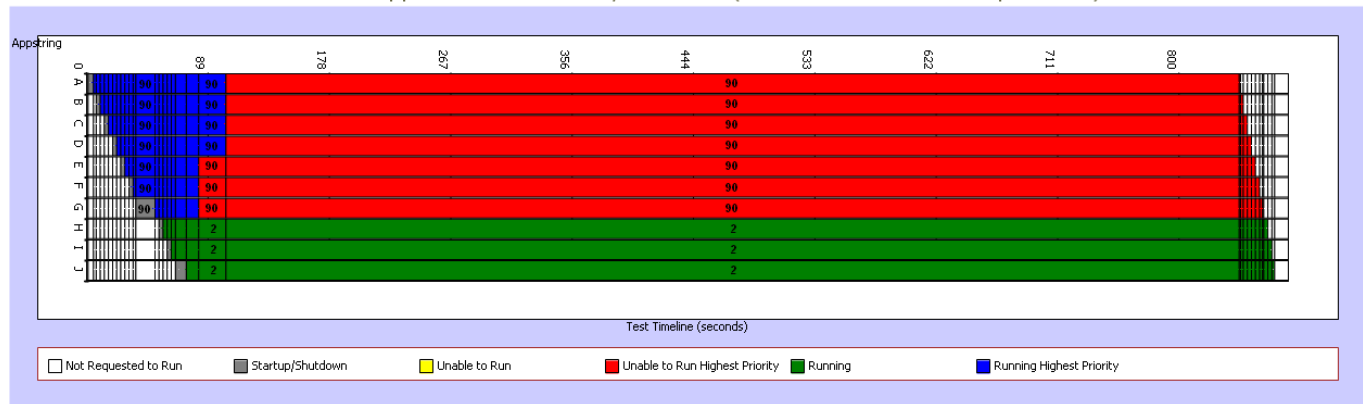 Appstring
0 89 178 267 356 444 533 622 711 800
A 90 90 90
B 90 90 90
C 90 90 90
D 90 90 90
E 90 90 90
F 90 90 90
G 90 90 90
H 2 2
I 2 2
J 2 2
Test Timeline (seconds)
Not Requested to Run Startup/Shutdown Unable to Run Unable to Run Highest Priority Running Running Highest Priority